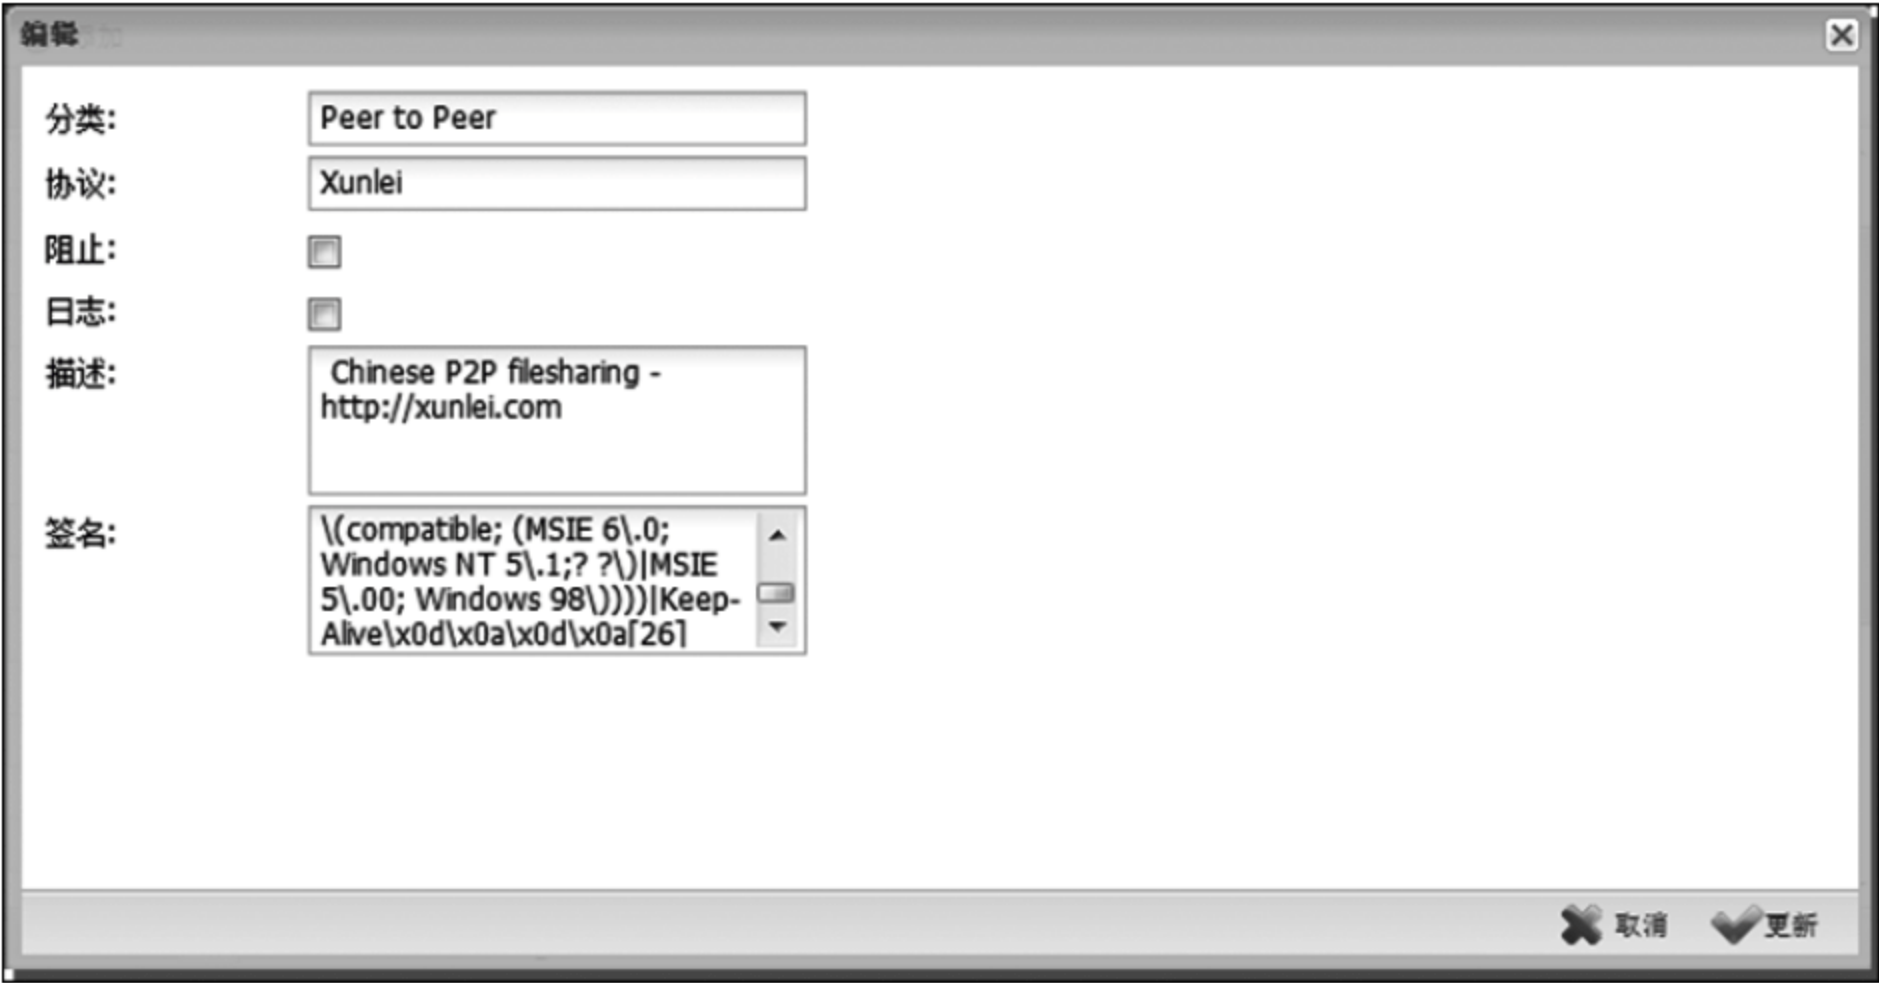 编辑
分类: Peer to Peer
协议: Xunlei
阻止:
日志:
描述: Chinese P2P filesharing -
http://xunlei.com
签名: \(compatible; (MSIE 6\.0;
Windows NT 5\.1;? ?\)|MSIE
5\.00; Windows 98\))))|Keep-
Alive\x0d\x0a\x0d\x0a[26]
取消 更新